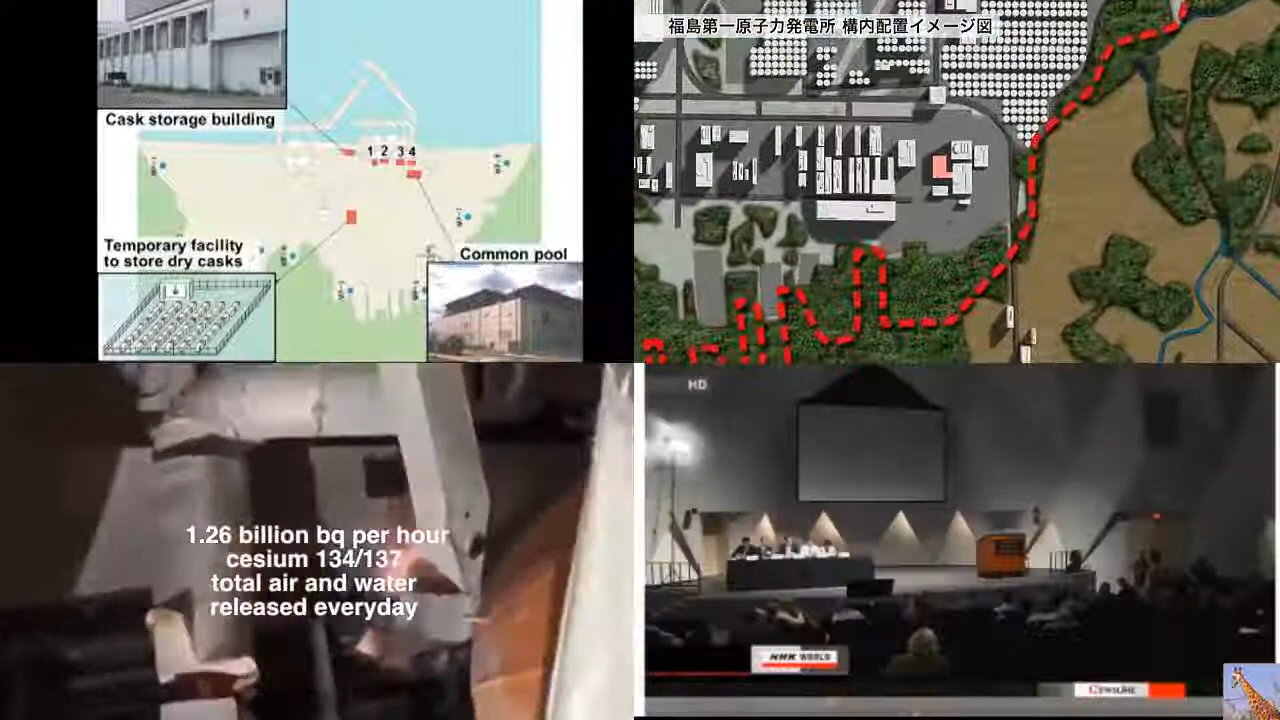 Cask storage building
1 2 3 4
Temporary facility
to store dry casks
Common pool
福島第一原子力発電所 構内配置イメージ図
1.26 billion bq per hour
cesium 134/137
total air and water
released everyday
HD
NHK WORLD
NEWSLINE